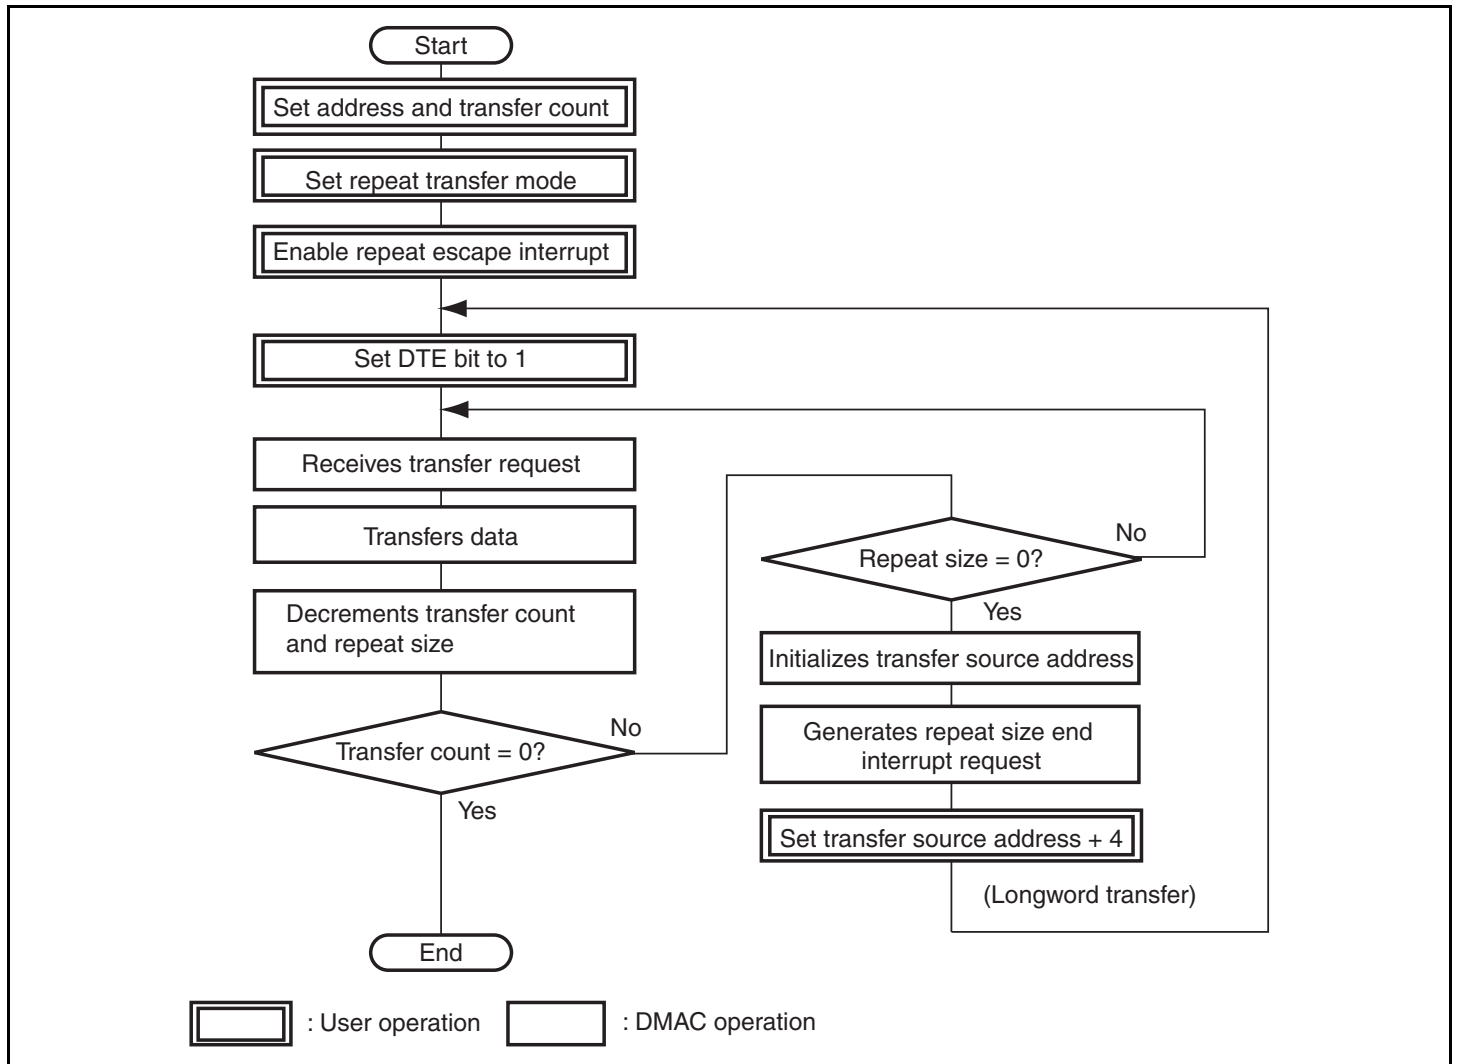 Start
Set address and transfer count
Set repeat transfer mode
Enable repeat escape interrupt
Set DTE bit to 1
Receives transfer request
Transfers data
Decrements transfer count
and repeat size
Transfer count = 0?
No
Yes
End
Repeat size = 0?
No
Yes
Initializes transfer source address
Generates repeat size end
interrupt request
Set transfer source address + 4
(Longword transfer)
: User operation
: DMAC operation